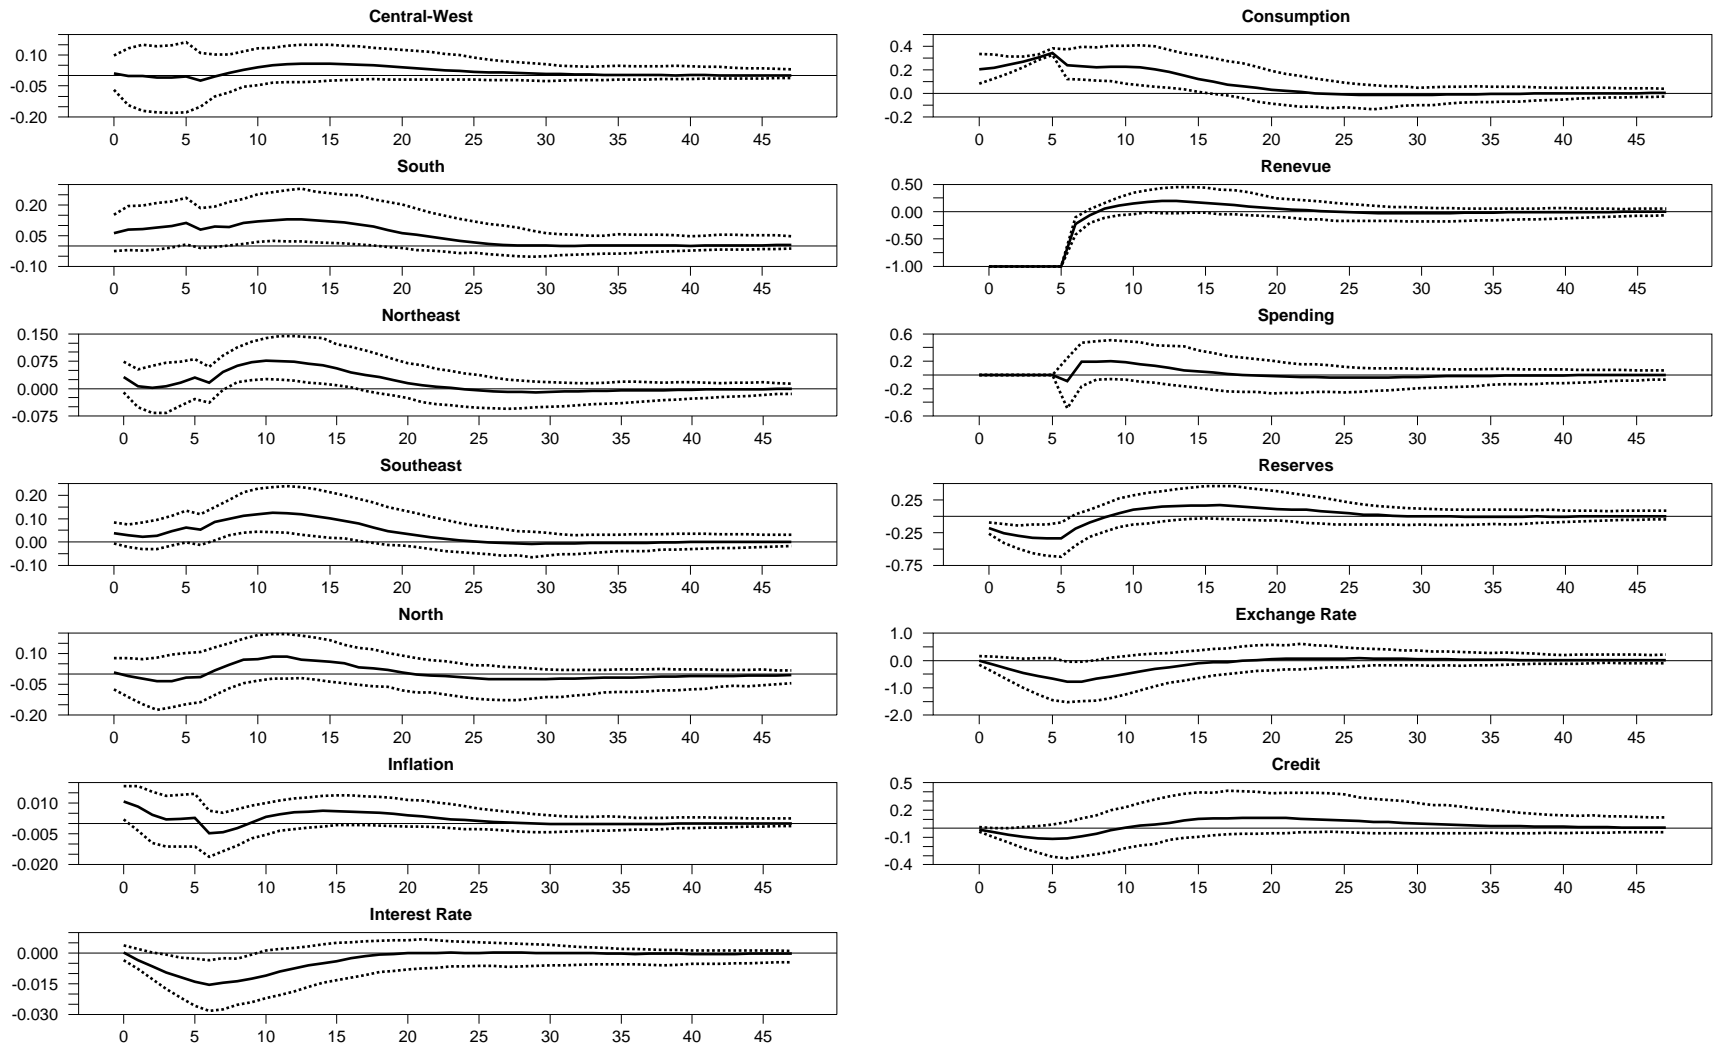 Central-West
0.10
-0.05
-0.20
0 5 10 15 20 25 30 35 40 45
South
0.20
0.05
-0.10
0 5 10 15 20 25 30 35 40 45
Northeast
0.150
0.075
0.000
-0.075
0 5 10 15 20 25 30 35 40 45
Southeast
0.20
0.10
0.00
-0.10
0 5 10 15 20 25 30 35 40 45
North
0.10
-0.05
-0.20
0 5 10 15 20 25 30 35 40 45
Inflation
0.010
-0.005
-0.020
0 5 10 15 20 25 30 35 40 45
Interest Rate
0.000
-0.015
-0.030
0 5 10 15 20 25 30 35 40 45
Consumption
0.4
0.2
0.0
-0.2
0 5 10 15 20 25 30 35 40 45
Renevue
0.50
0.00
-0.50
-1.00
0 5 10 15 20 25 30 35 40 45
Spending
0.6
0.2
-0.2
-0.6
0 5 10 15 20 25 30 35 40 45
Reserves
0.25
-0.25
-0.75
0 5 10 15 20 25 30 35 40 45
Exchange Rate
1.0
0.0
-1.0
-2.0
0 5 10 15 20 25 30 35 40 45
Credit
0.5
0.2
-0.1
-0.4
0 5 10 15 20 25 30 35 40 45